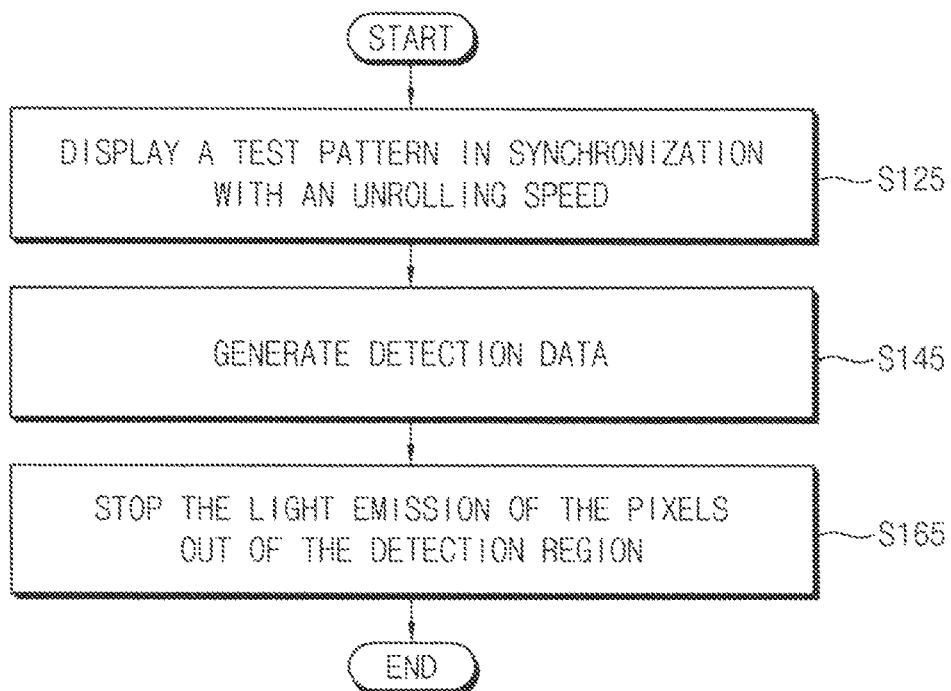 START
DISPLAY A TEST PATTERN IN SYNCHRONIZATION
WITH AN UNROLLING SPEED
S125
GENERATE DETECTION DATA
S145
STOP THE LIGHT EMISSION OF THE PIXELS
OUT OF THE DETECTION REGION
S165
END